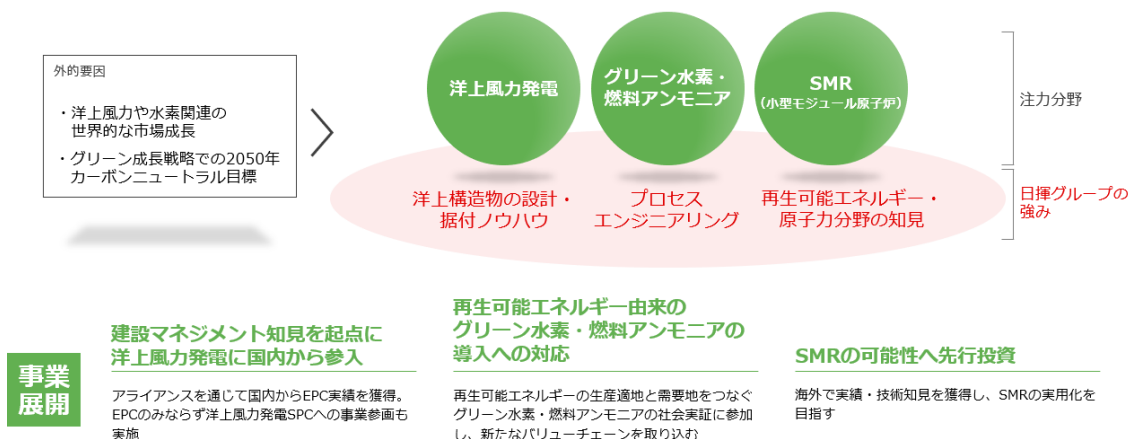 外的要因
・洋上風力や水素関連の
世界的な市場成長
・グリーン成長戦略での2050年
カーボンニュートラル目標
洋上風力発電
グリーン水素・
燃料アンモニア
SMR
（小型モジュール原子炉）
注力分野
洋上構造物の設計・
据付ノウハウ
プロセス
エンジニアリング
再生可能エネルギー・
原子力分野の知見
日揮グループの
強み
事業
展開
建設マネジメント知見を起点に
洋上風力発電に国内から参入
アライアンスを通じて国内からEPC実績を獲得。
EPCのみならず洋上風力発電SPCへの事業参画も
実施
再生可能エネルギー由来の
グリーン水素・燃料アンモニアの
導入への対応
再生可能エネルギーの生産適地と需要地をつなぐ
グリーン水素・燃料アンモニアの社会実証に参加
し、新たなバリューチェーンを取り込む
SMRの可能性へ先行投資
海外で実績・技術知見を獲得し、SMRの実用化を
目指す